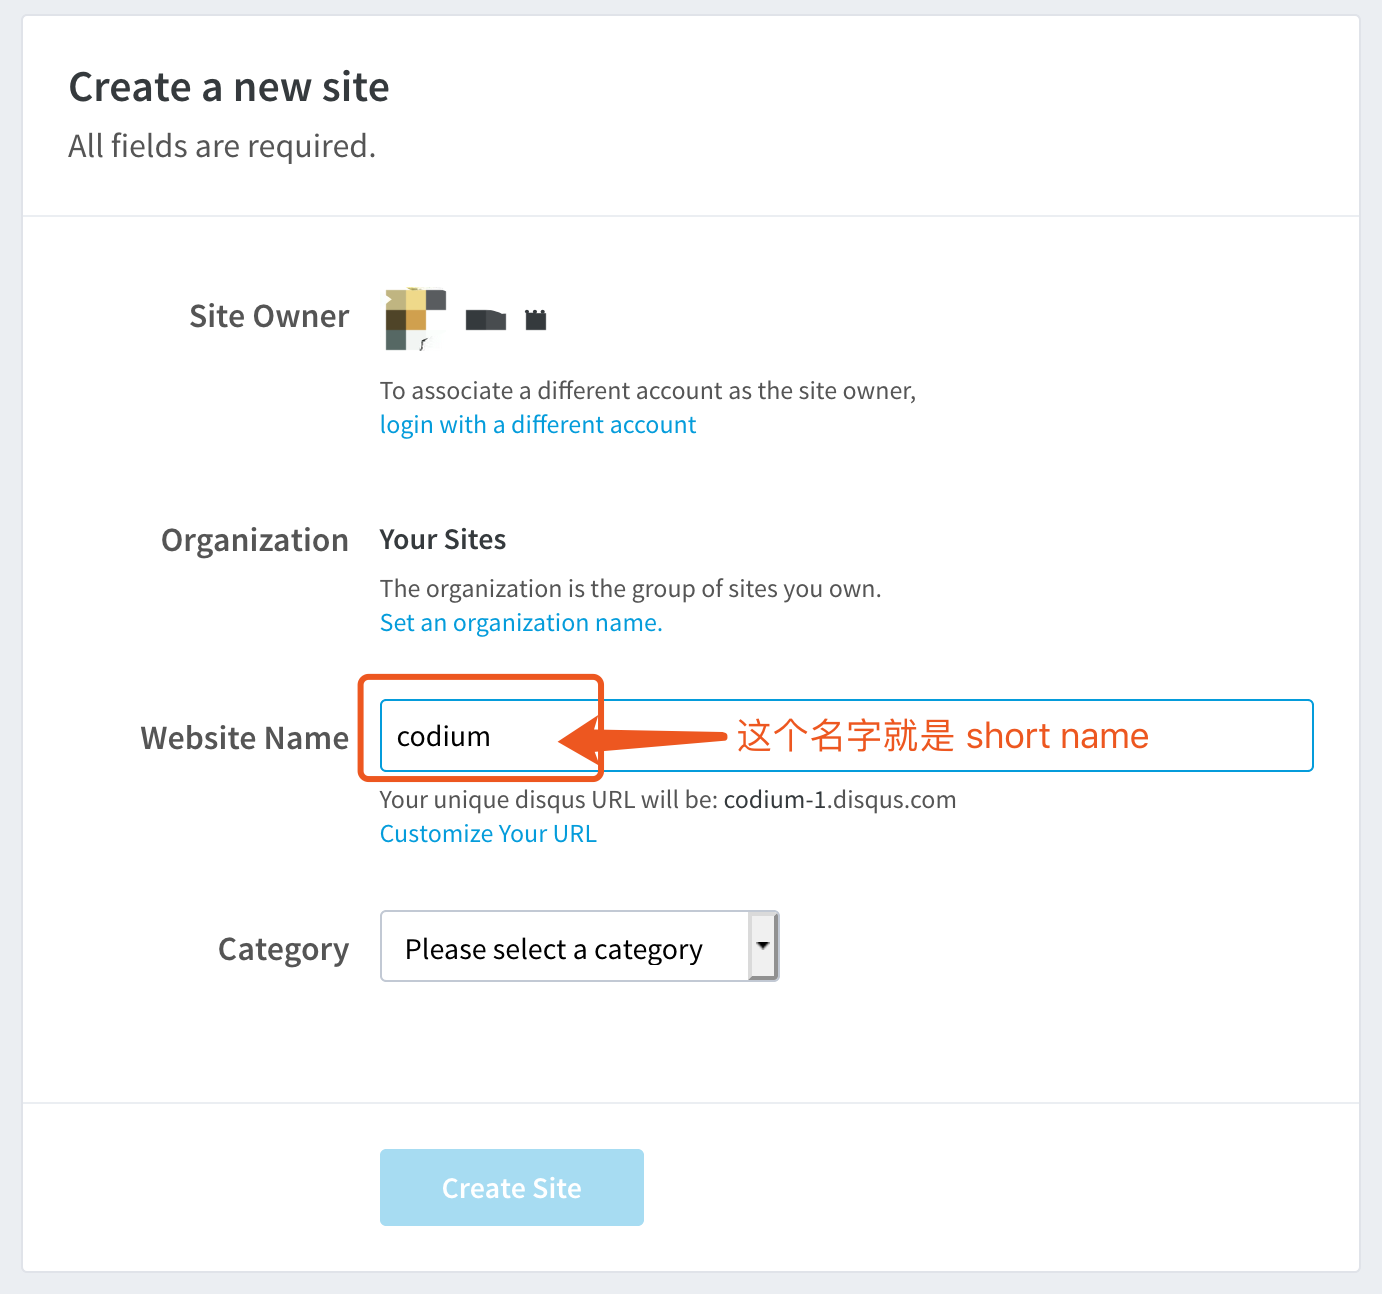 Create a new site
All fields are required.
Site Owner
To associate a different account as the site owner,
login with a different account
Organization
Your Sites
The organization is the group of sites you own.
Set an organization name.
Website Name
codium
这个名字就是 short name
Your unique disqus URL will be: codium-1.disqus.com
Customize Your URL
Category
Please select a category
Create Site